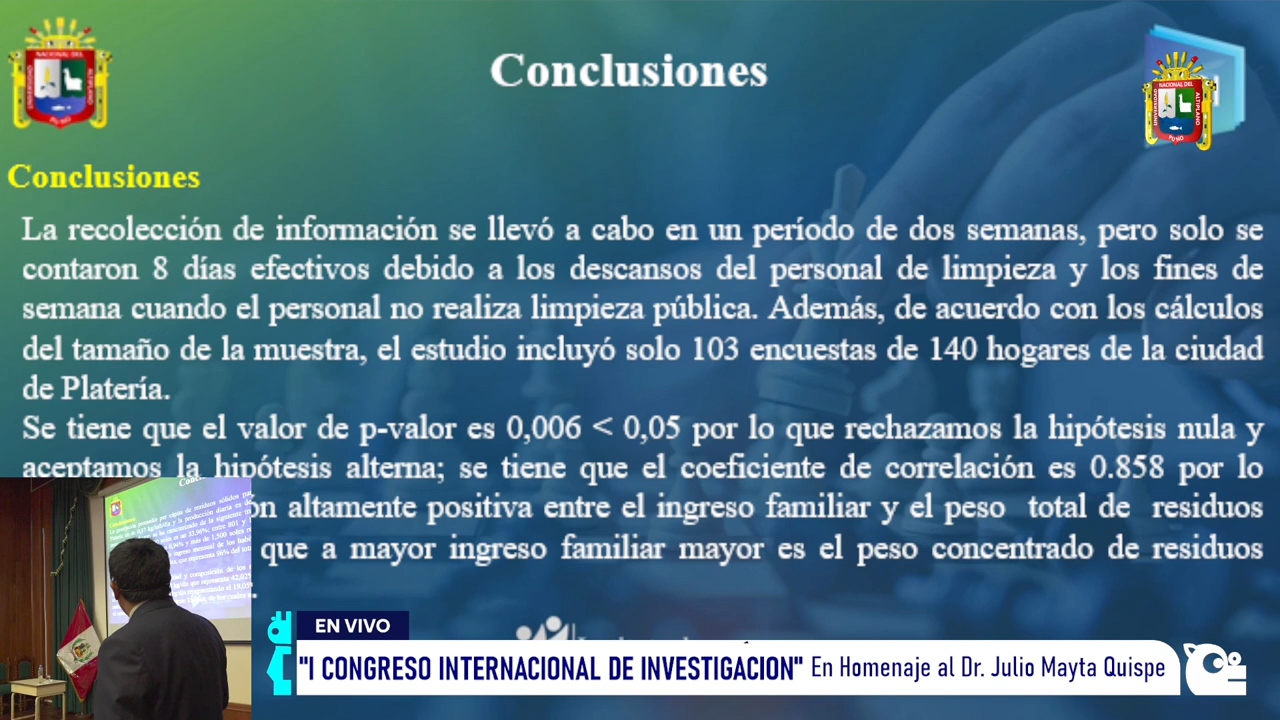 Conclusiones
Conclusiones
La recolección de información se llevó a cabo en un período de dos semanas, pero solo se
contaron 8 días efectivos debido a los descansos del personal de limpieza y los fines de
semana cuando el personal no realiza limpieza pública. Además, de acuerdo con los cálculos
del tamaño de la muestra, el estudio incluyó solo 103 encuestas de 140 hogares de la ciudad
de Platería.
Se tiene que el valor de p-valor es 0,006 < 0,05 por lo que rechazamos la hipótesis nula y
aceptamos la hipótesis alterna; se tiene que el coeficiente de correlación es 0.858 por lo
altamente positiva entre el ingreso familiar y el peso total de residuos
que a mayor ingreso familiar mayor es el peso concentrado de residuos
EN VIVO
"I CONGRESO INTERNACIONAL DE INVESTIGACION" En Homenaje al Dr. Julio Mayta Quispe